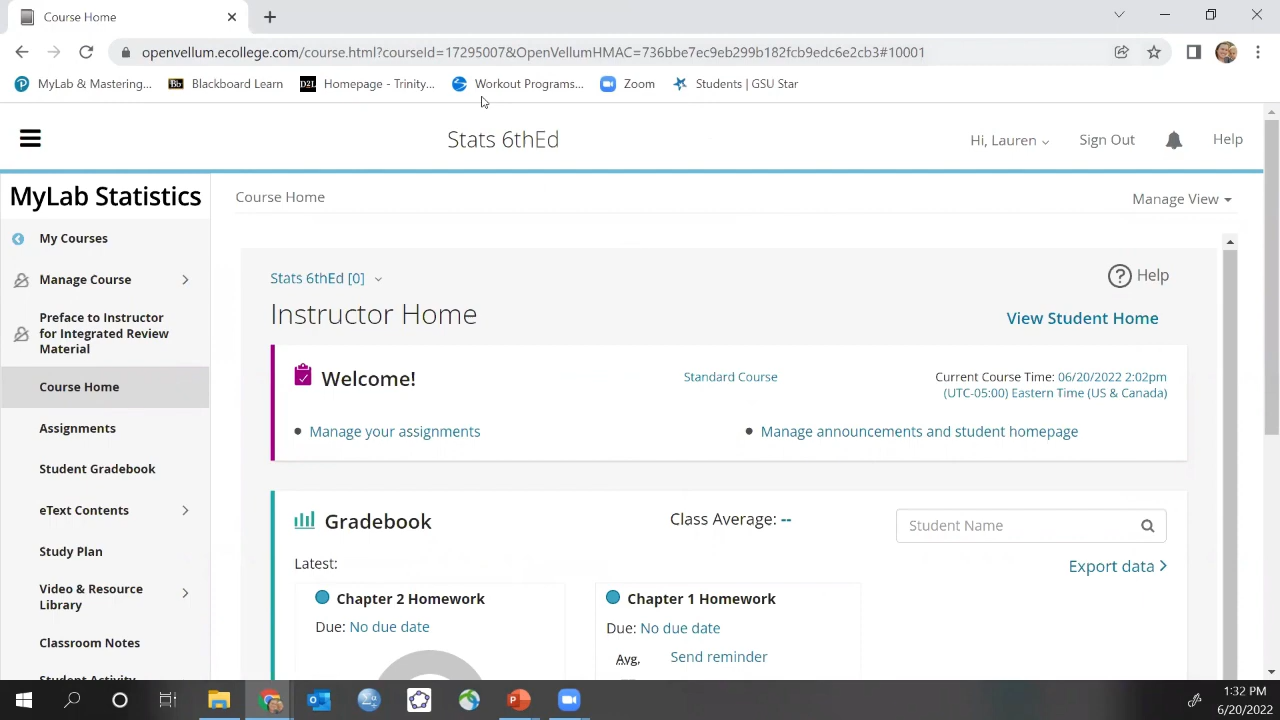 Course Home
openvellum.ecollege.com/course.html?courseId=17295007&OpenVellumHMAC=736bbe7ec9eb299b182fcb9edc6e2cb3#10001
MyLab & Mastering...
Bb Blackboard Learn
D2L Homepage - Trinity...
Workout Programs...
Zoom
Students | GSU Star
Stats 6thEd
Hi, Lauren
Sign Out
Help
MyLab Statistics
My Courses
Manage Course
Preface to Instructor
for Integrated Review
Material
Course Home
Assignments
Student Gradebook
eText Contents
Study Plan
Video & Resource
Library
Classroom Notes
Student Activity
Course Home
Manage View
Stats 6thEd [0]
? Help
Instructor Home
View Student Home
Welcome!
Standard Course
Current Course Time: 06/20/2022 2:02pm
(UTC-05:00) Eastern Time (US & Canada)
Manage your assignments
Manage announcements and student homepage
Gradebook
Class Average: --
Student Name
Latest:
Export data
Chapter 2 Homework
Due: No due date
Chapter 1 Homework
Due: No due date
Avg,
Send reminder
1:32 PM
6/20/2022